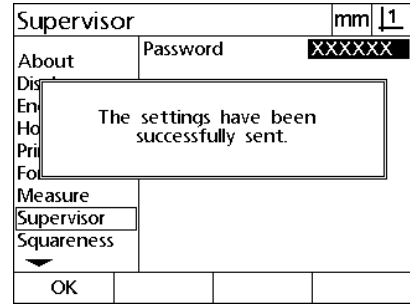 Supervisor mm 1
Password XXXXXX
About
The settings have been
successfully sent.
Measure
Supervisor
Squareness
OK